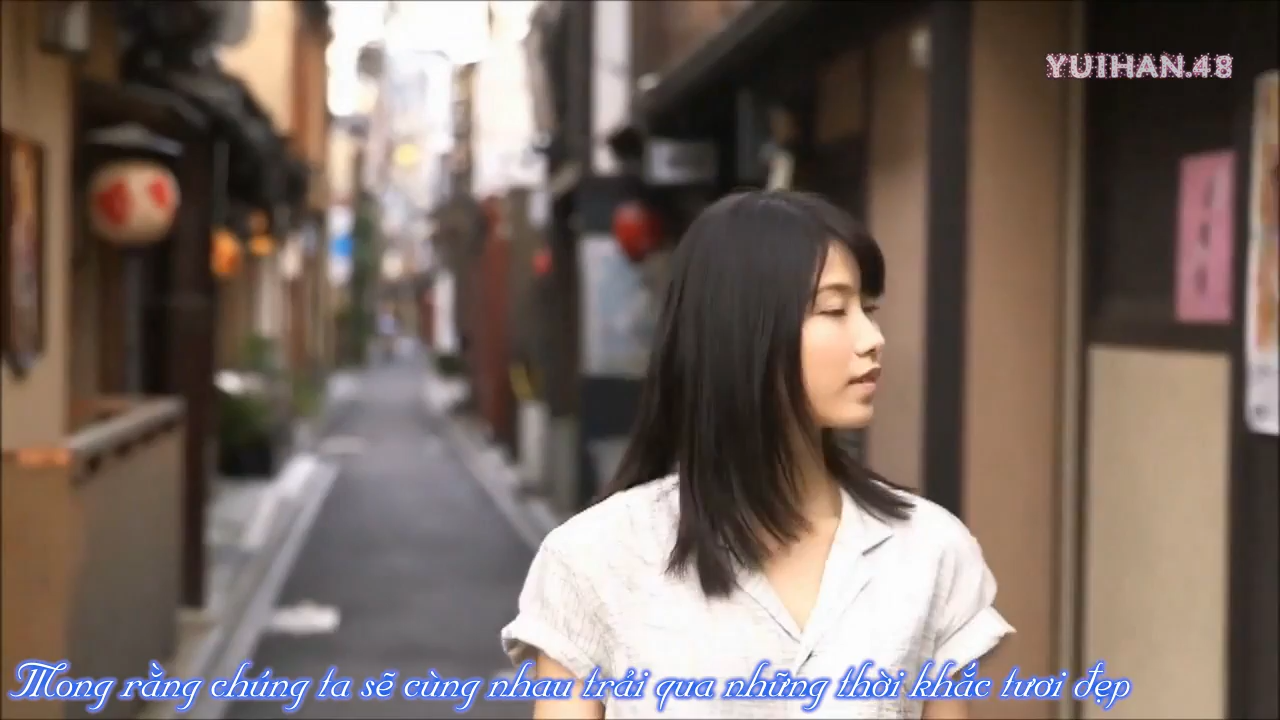 YUIHAN.48
Mong rằng chúng ta sẽ cùng nhau trải qua những thời khắc tươi đẹp